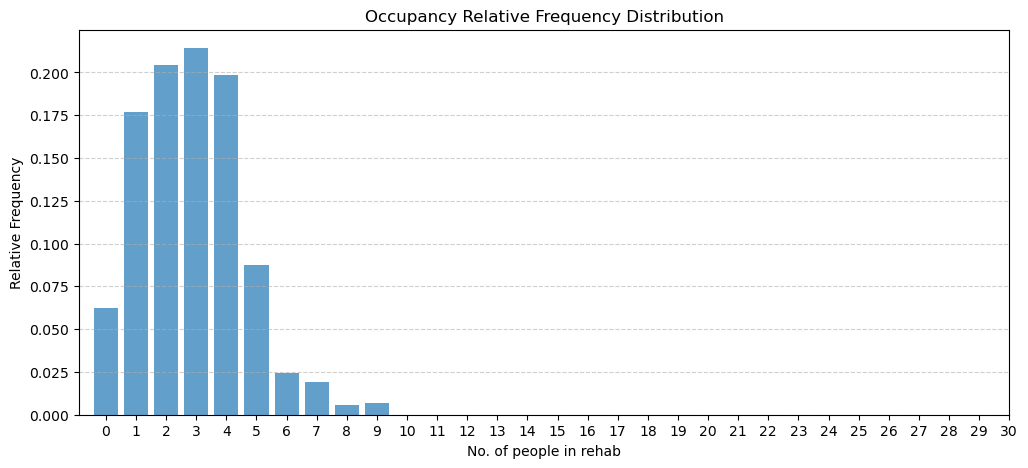 Occupancy Relative Frequency Distribution
Relative Frequency
0.200
0.175
0.150
0.125
0.100
0.075
0.050
0.025
0.000
0 1 2 3 4 5 6 7 8 9 10 11 12 13 14 15 16 17 18 19 20 21 22 23 24 25 26 27 28 29 30
No. of people in rehab